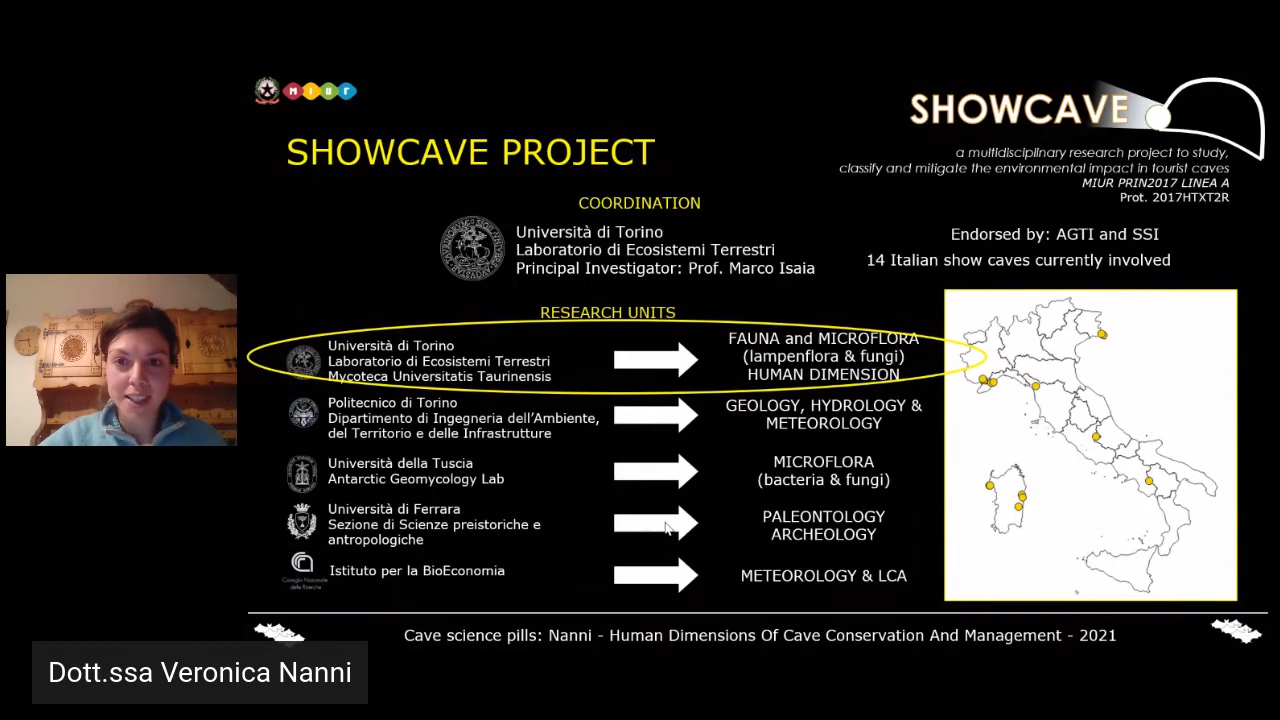 MIUR
SHOWCAVE
SHOWCAVE PROJECT
a multidisciplinary research project to study,
classify and mitigate the environmental impact in tourist caves
MIUR PRIN2017 LINEA A
Prot. 2017HTXT2R
COORDINATION
Università di Torino
Laboratorio di Ecosistemi Terrestri
Principal Investigator: Prof. Marco Isaia
Endorsed by: AGTI and SSI
14 Italian show caves currently involved
RESEARCH UNITS
Università di Torino
Laboratorio di Ecosistemi Terrestri
Mycoteca Universitatis Taurinensis
FAUNA and MICROFLORA
(lampenflora & fungi)
HUMAN DIMENSION
Politecnico di Torino
Dipartimento di Ingegneria dell'Ambiente,
del Territorio e delle Infrastrutture
GEOLOGY, HYDROLOGY &
METEOROLOGY
Università della Tuscia
Antarctic Geomycology Lab
MICROFLORA
(bacteria & fungi)
Università di Ferrara
Sezione di Scienze preistoriche e
antropologiche
PALEONTOLOGY
ARCHEOLOGY
Consiglio Nazionale
delle Ricerche
Istituto per la BioEconomia
METEOROLOGY & LCA
Cave science pills: Nanni - Human Dimensions Of Cave Conservation And Management - 2021
Dott.ssa Veronica Nanni